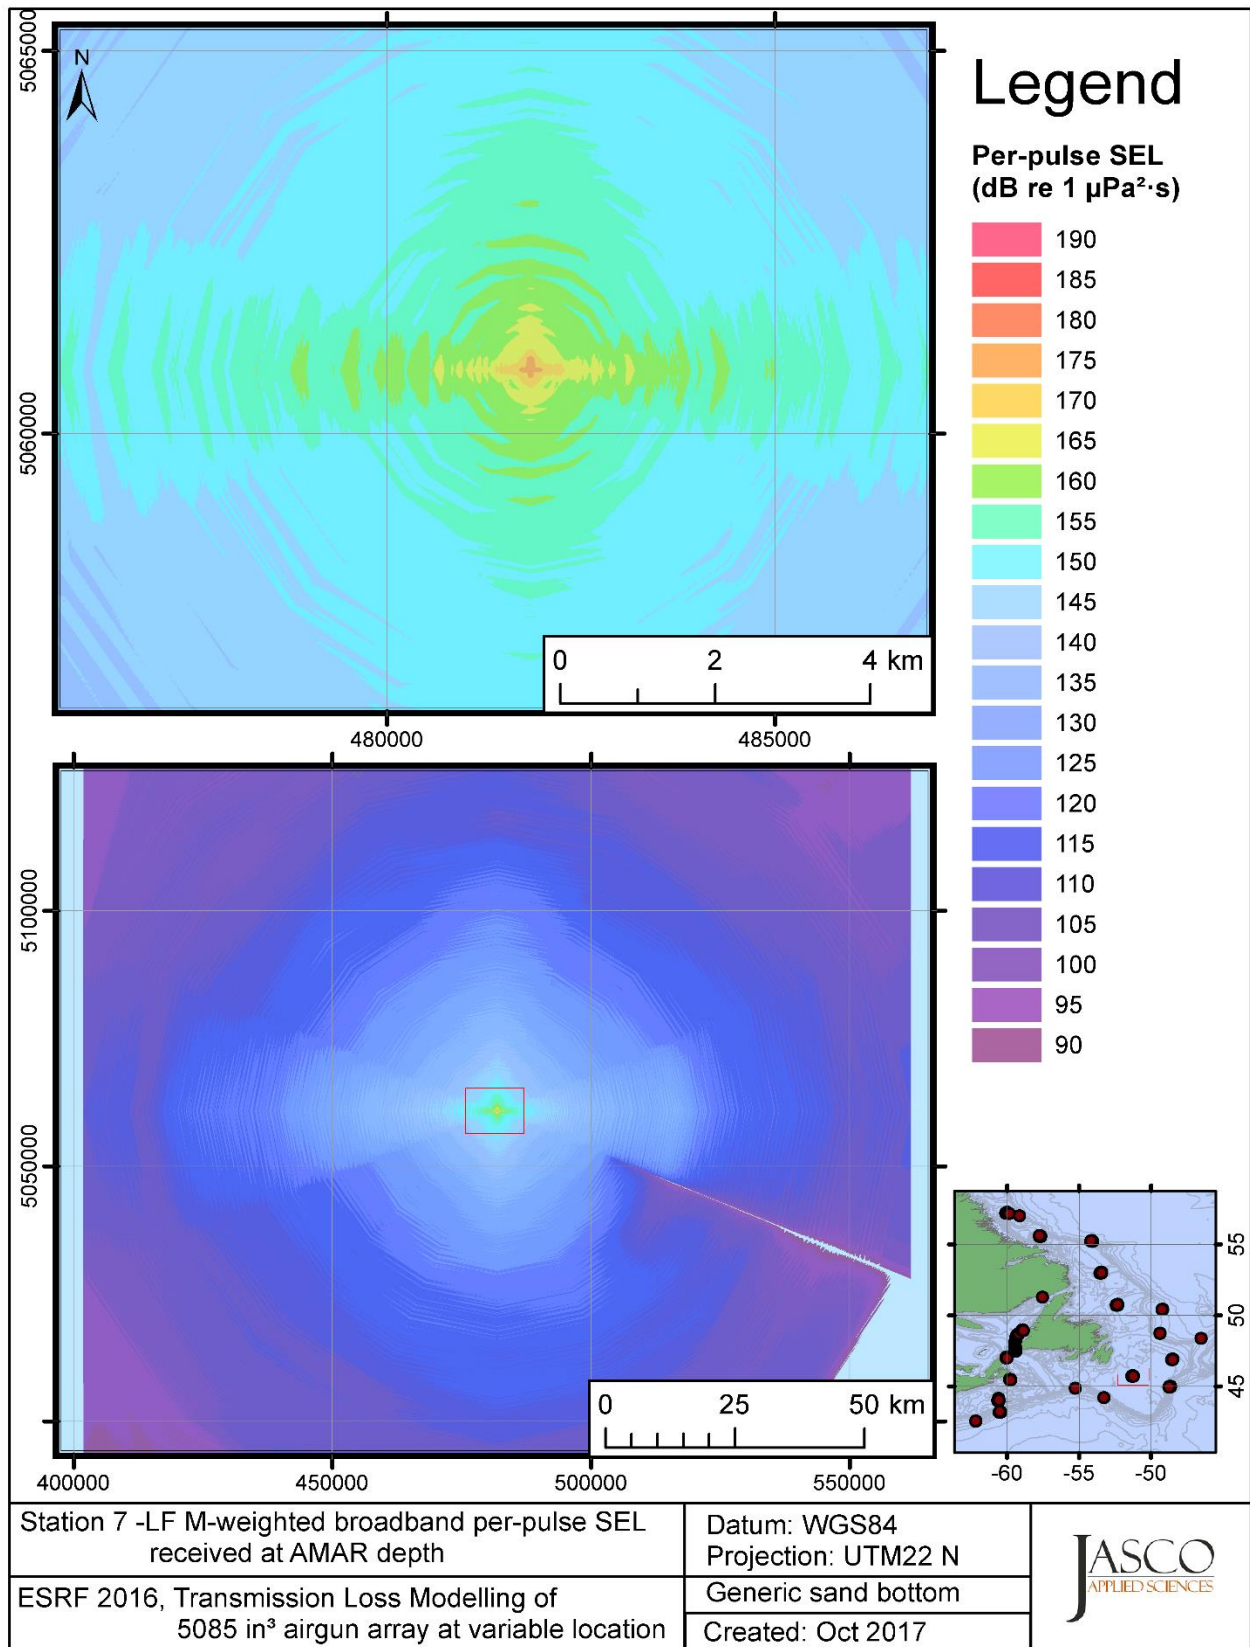 5065000
N
5060000
0 2 4 km
480000 485000
Legend
Per-pulse SEL
(dB re 1 µPa²·s)
190
185
180
175
170
165
160
155
150
145
140
135
130
125
120
115
110
105
100
95
90
5100000
5050000
0 25 50 km
400000 450000 500000 550000
55
50
45
-60 -55 -50
Station 7 -LF M-weighted broadband per-pulse SEL
received at AMAR depth
ESRF 2016, Transmission Loss Modelling of
5085 in³ airgun array at variable location
Datum: WGS84
Projection: UTM22 N
Generic sand bottom
Created: Oct 2017
JASCO
APPLIED SCIENCES